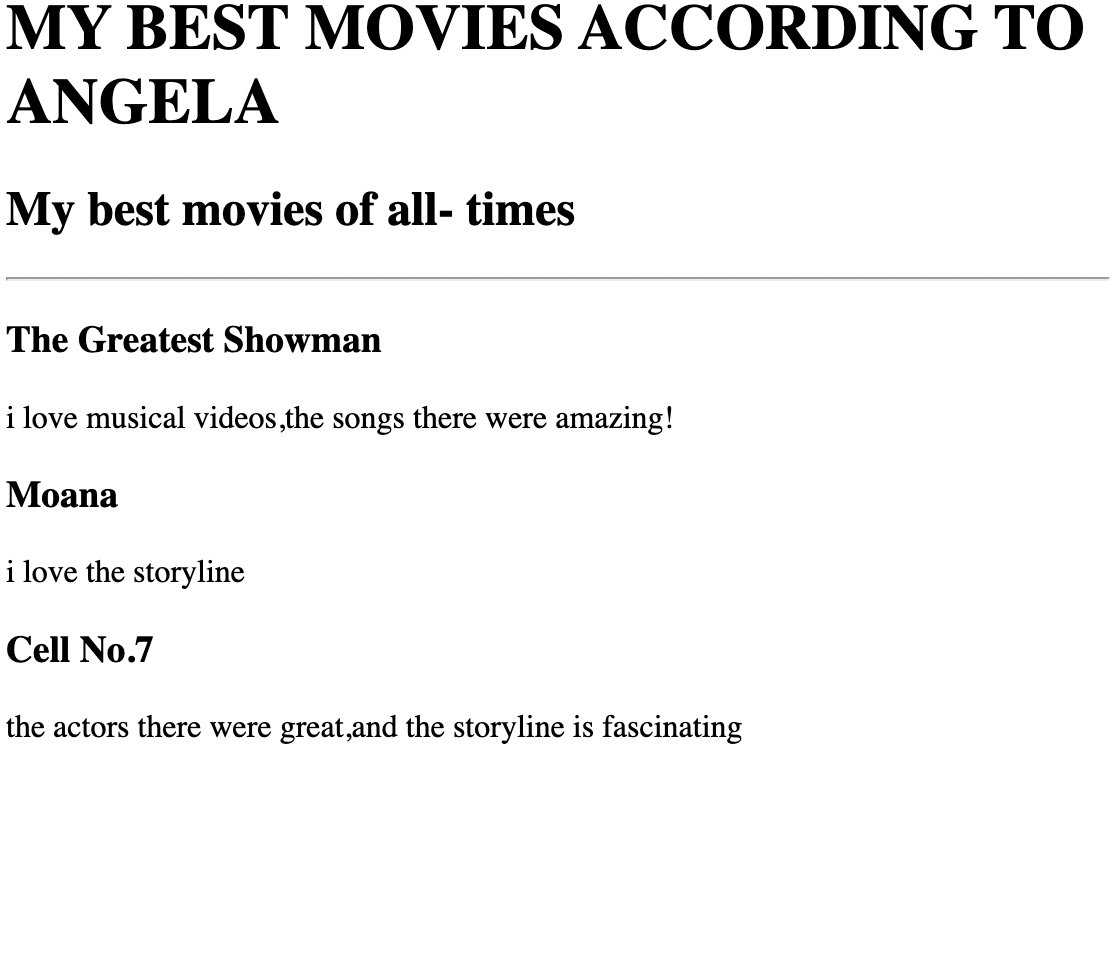 MY BEST MOVIES ACCORDING TO
ANGELA
My best movies of all- times
The Greatest Showman
i love musical videos,the songs there were amazing!
Moana
i love the storyline
Cell No.7
the actors there were great,and the storyline is fascinating